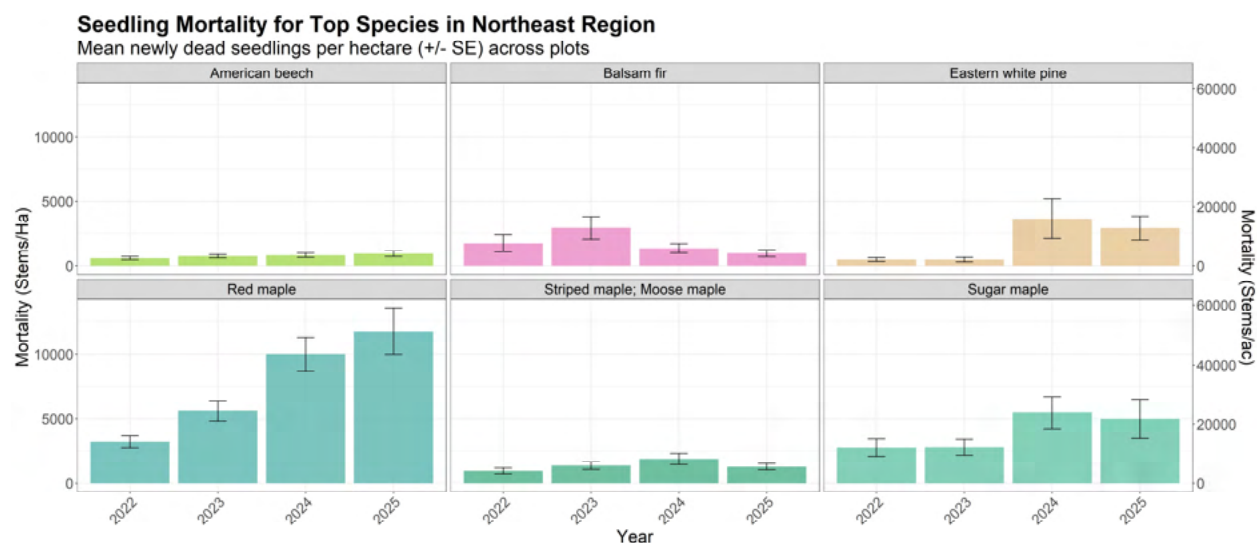 Seedling Mortality for Top Species in Northeast Region
Mean newly dead seedlings per hectare (+/- SE) across plots
American beech
Balsam fir
Eastern white pine
Mortality (Stems/Ha)
10000
5000
0
60000
40000
20000
0
Mortality (Stems/ac)
Red maple
Striped maple; Moose maple
Sugar maple
10000
5000
0
60000
40000
20000
0
2022
2023
2024
2025
2022
2023
2024
2025
2022
2023
2024
2025
Year